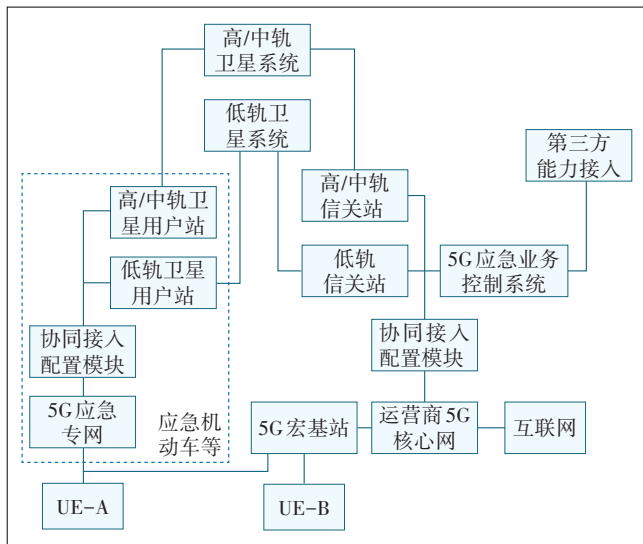 高/中轨
卫星系统
低轨卫
星系统
第三方
能力接入
高/中轨卫
星用户站
高/中轨
信关站
低轨卫星
用户站
低轨
信关站
5G应急业务
控制系统
协同接入
配置模块
协同接入
配置模块
5G应急
专网
应急机
动车等
5G宏基站
运营商5G
核心网
互联网
UE-A
UE-B